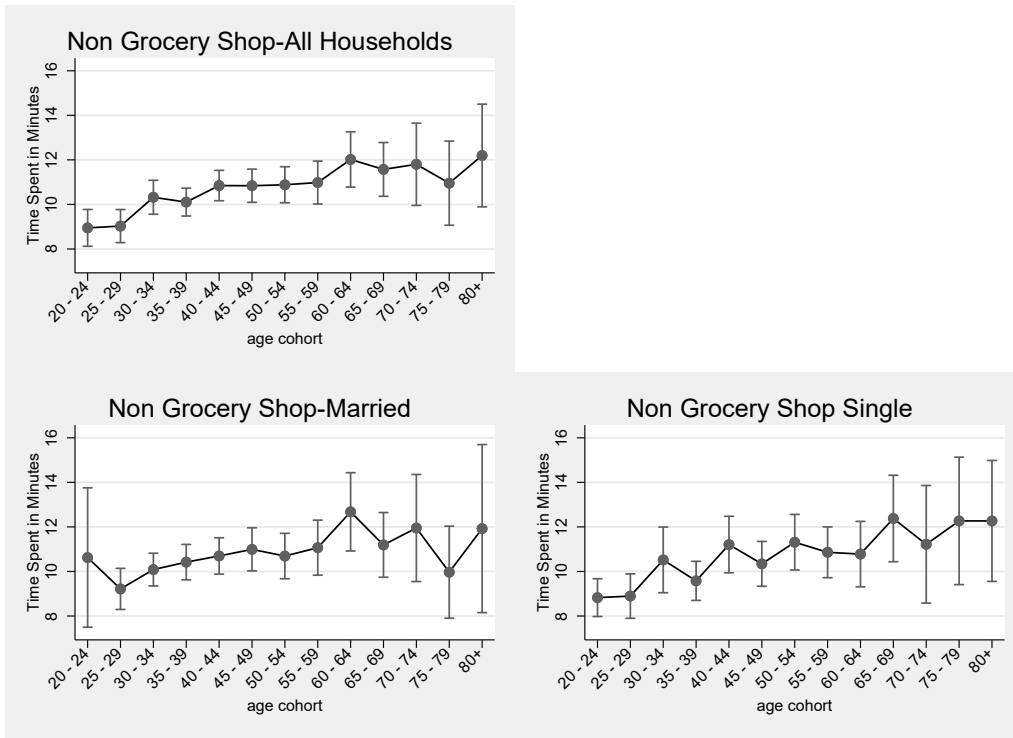 Non Grocery Shop-All Households
Time Spent in Minutes
16
14
12
10
8
20 - 24
25 - 29
30 - 34
35 - 39
40 - 44
45 - 49
50 - 54
55 - 59
60 - 64
65 - 69
70 - 74
75 - 79
80+
age cohort
Non Grocery Shop-Married
Time Spent in Minutes
16
14
12
10
8
20 - 24
25 - 29
30 - 34
35 - 39
40 - 44
45 - 49
50 - 54
55 - 59
60 - 64
65 - 69
70 - 74
75 - 79
80+
age cohort
Non Grocery Shop Single
Time Spent in Minutes
16
14
12
10
8
20 - 24
25 - 29
30 - 34
35 - 39
40 - 44
45 - 49
50 - 54
55 - 59
60 - 64
65 - 69
70 - 74
75 - 79
80+
age cohort